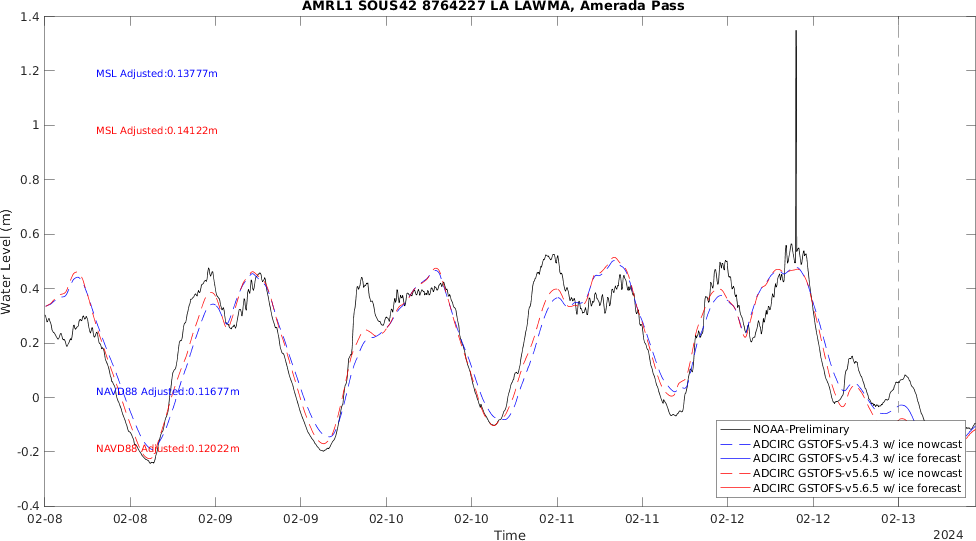 AMRL1 SOUS42 8764227 LA LAWMA, Amerada Pass
1.4
1.2
1
0.8
0.6
0.4
0.2
0
-0.2
-0.4
Water Level (m)
MSL Adjusted:0.13777m
MSL Adjusted:0.14122m
NAVD88 Adjusted:0.11677m
NAVD88 Adjusted:0.12022m
NOAA-Preliminary
ADCIRC GSTOFS-v5.4.3 w/ ice nowcast
ADCIRC GSTOFS-v5.4.3 w/ ice forecast
ADCIRC GSTOFS-v5.6.5 w/ ice nowcast
ADCIRC GSTOFS-v5.6.5 w/ ice forecast
02-08 02-08 02-09 02-09 02-10 02-10 02-11 02-11 02-12 02-12 02-13
Time
2024